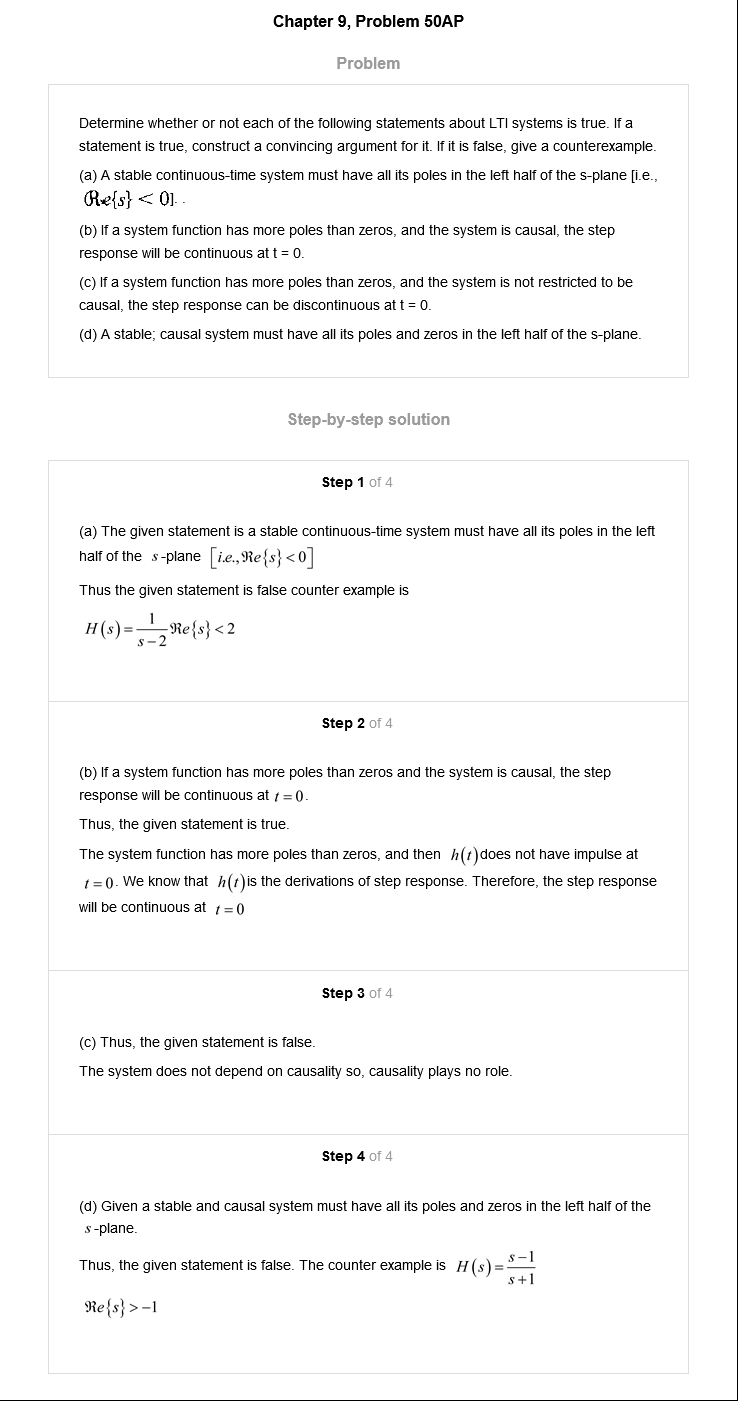 Chapter 9, Problem 50AP
Problem
Determine whether or not each of the following statements about LTI systems is true. If a
statement is true, construct a convincing argument for it. If it is false, give a counterexample.
(a) A stable continuous-time system must have all its poles in the left half of the s-plane [i.e.,
ℜe{s} < 0]. .
(b) If a system function has more poles than zeros, and the system is causal, the step
response will be continuous at t = 0.
(c) If a system function has more poles than zeros, and the system is not restricted to be
causal, the step response can be discontinuous at t = 0.
(d) A stable; causal system must have all its poles and zeros in the left half of the s-plane.
Step-by-step solution
Step 1 of 4
(a) The given statement is a stable continuous-time system must have all its poles in the left
half of the s-plane [i.e., ℜe{s} < 0]
Thus the given statement is false counter example is
H(s) = 1/(s−2) ℜe{s} < 2
Step 2 of 4
(b) If a system function has more poles than zeros and the system is causal, the step
response will be continuous at t = 0.
Thus, the given statement is true.
The system function has more poles than zeros, and then h(t) does not have impulse at
t = 0. We know that h(t) is the derivations of step response. Therefore, the step response
will be continuous at t = 0
Step 3 of 4
(c) Thus, the given statement is false.
The system does not depend on causality so, causality plays no role.
Step 4 of 4
(d) Given a stable and causal system must have all its poles and zeros in the left half of the
s-plane.
Thus, the given statement is false. The counter example is H(s) = (s−1)/(s+1)
ℜe{s} > −1